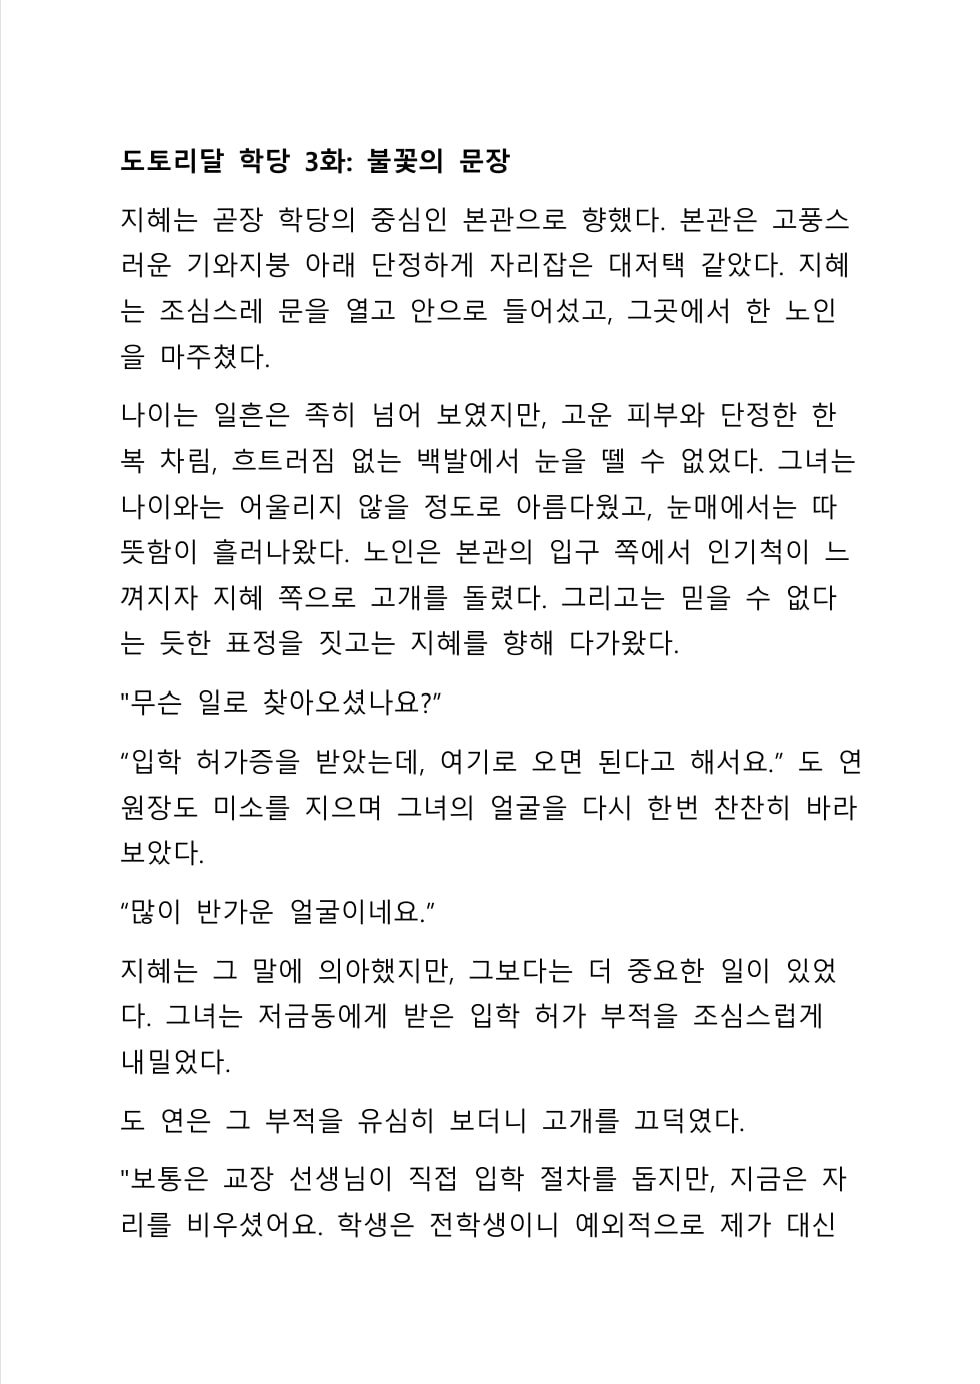 도토리달 학당 3화: 불꽃의 문장
지혜는 곧장 학당의 중심인 본관으로 향했다. 본관은 고풍스
러운 기와지붕 아래 단정하게 자리잡은 대저택 같았다. 지혜
는 조심스레 문을 열고 안으로 들어섰고, 그곳에서 한 노인
을 마주쳤다.
나이는 일흔은 족히 넘어 보였지만, 고운 피부와 단정한 한
복 차림, 흐트러짐 없는 백발에서 눈을 뗄 수 없었다. 그녀는
나이와는 어울리지 않을 정도로 아름다웠고, 눈매에서는 따
뜻함이 흘러나왔다. 노인은 본관의 입구 쪽에서 인기척이 느
껴지자 지혜 쪽으로 고개를 돌렸다. 그리고는 믿을 수 없다
는 듯한 표정을 짓고는 지혜를 향해 다가왔다.
"무슨 일로 찾아오셨나요?”
“입학 허가증을 받았는데, 여기로 오면 된다고 해서요.” 도 연
원장도 미소를 지으며 그녀의 얼굴을 다시 한번 찬찬히 바라
보았다.
“많이 반가운 얼굴이네요.”
지혜는 그 말에 의아했지만, 그보다는 더 중요한 일이 있었
다. 그녀는 저금동에게 받은 입학 허가 부적을 조심스럽게
내밀었다.
도 연은 그 부적을 유심히 보더니 고개를 끄덕였다.
"보통은 교장 선생님이 직접 입학 절차를 돕지만, 지금은 자
리를 비우셨어요. 학생은 전학생이니 예외적으로 제가 대신